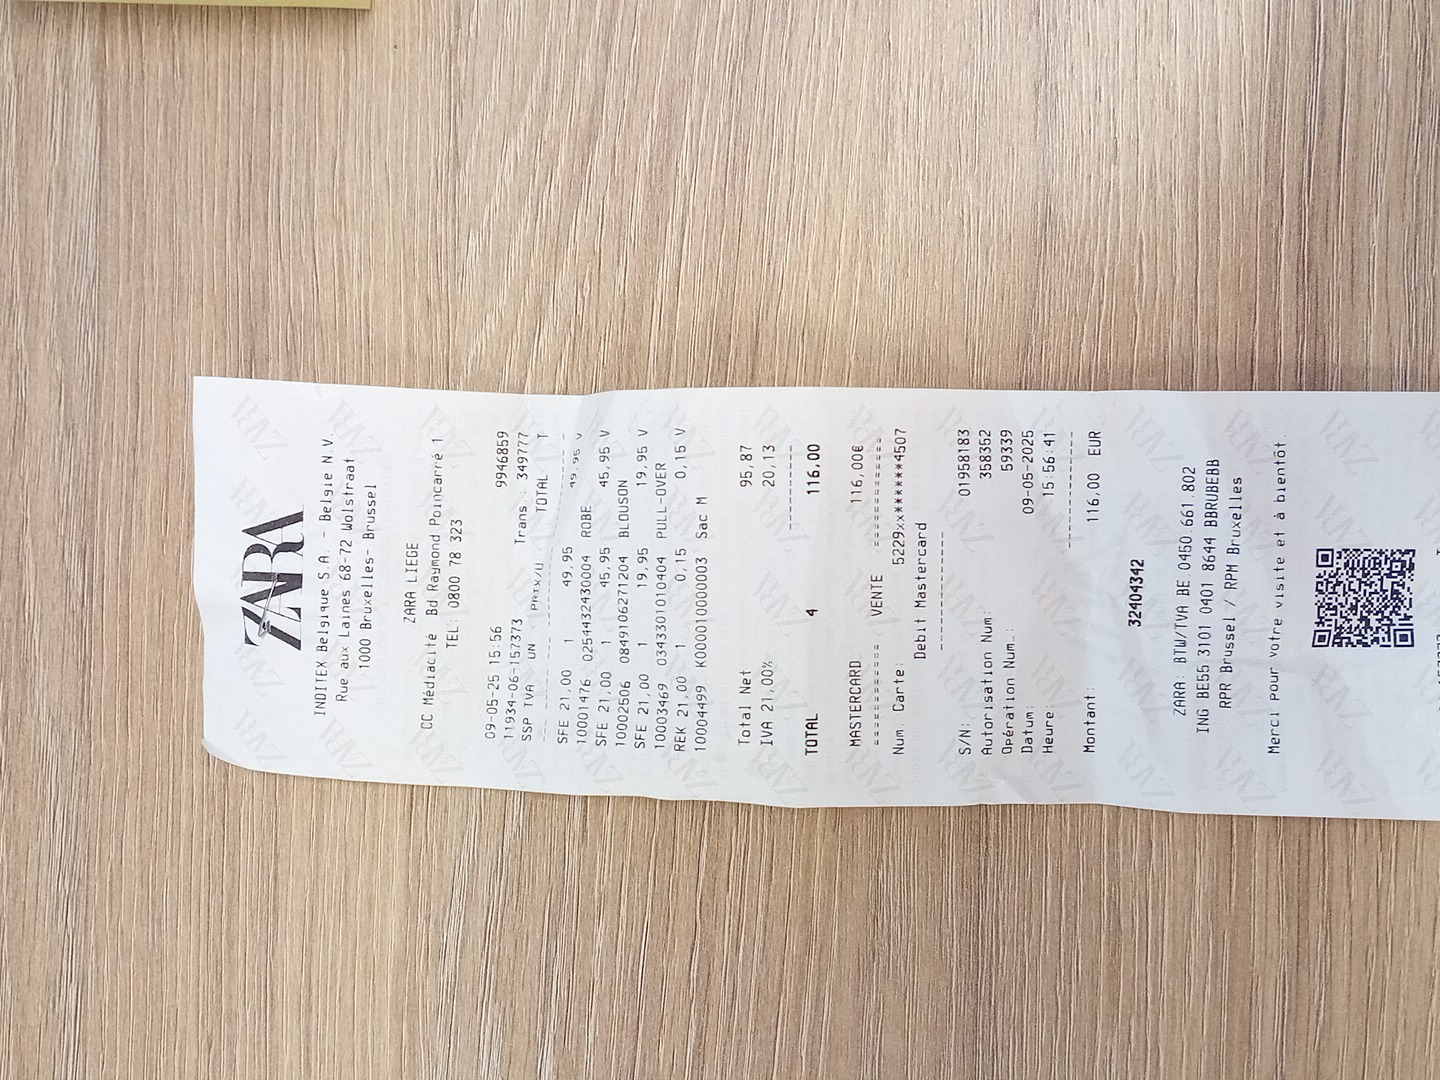 ZARA
INDITEX Belgique S.A. - Belgie N.V.
Rue aux Laines 68-72 Wolstraat
1000 Bruxelles- Brussel
ZARA LIEGE
CC Médiacité Bd Raymond Poincarré 1
TEL: 0800 78 323
09-05-25 15:56 9946859
11934-06-157373 Trans.: 349777
SSP TVA UN PRIX/U TOTAL T
SFE 21,00 1 49,95 49,95 V
10001476 0254432430004 ROBE
SFE 21,00 1 45,95 45,95 V
10002506 0849106271204 BLOUSON
SFE 21,00 1 19,95 19,95 V
10003469 0343301010404 PULL-OVER
REK 21,00 1 0,15 0,15 V
10004499 K000010000003 Sac M
Total Net 95,87
IVA 21,00% 20,13
TOTAL 4 116,00
MASTERCARD 116,00€
========== VENTE ==========
Num. Carte: 5229xx******4507
Debit Mastercard
S/N: 01958183
Autorisation Num: 358352
Opération Num.: 59339
Datum: 09-05-2025
Heure: 15:56:41
Montant: 116,00 EUR
32404342
ZARA: BTW/TVA BE 0450.661.802
ING BE55 3101 0401 8644 BBRUBEBB
RPR Brussel / RPM Bruxelles
Merci pour votre visite et à bientôt